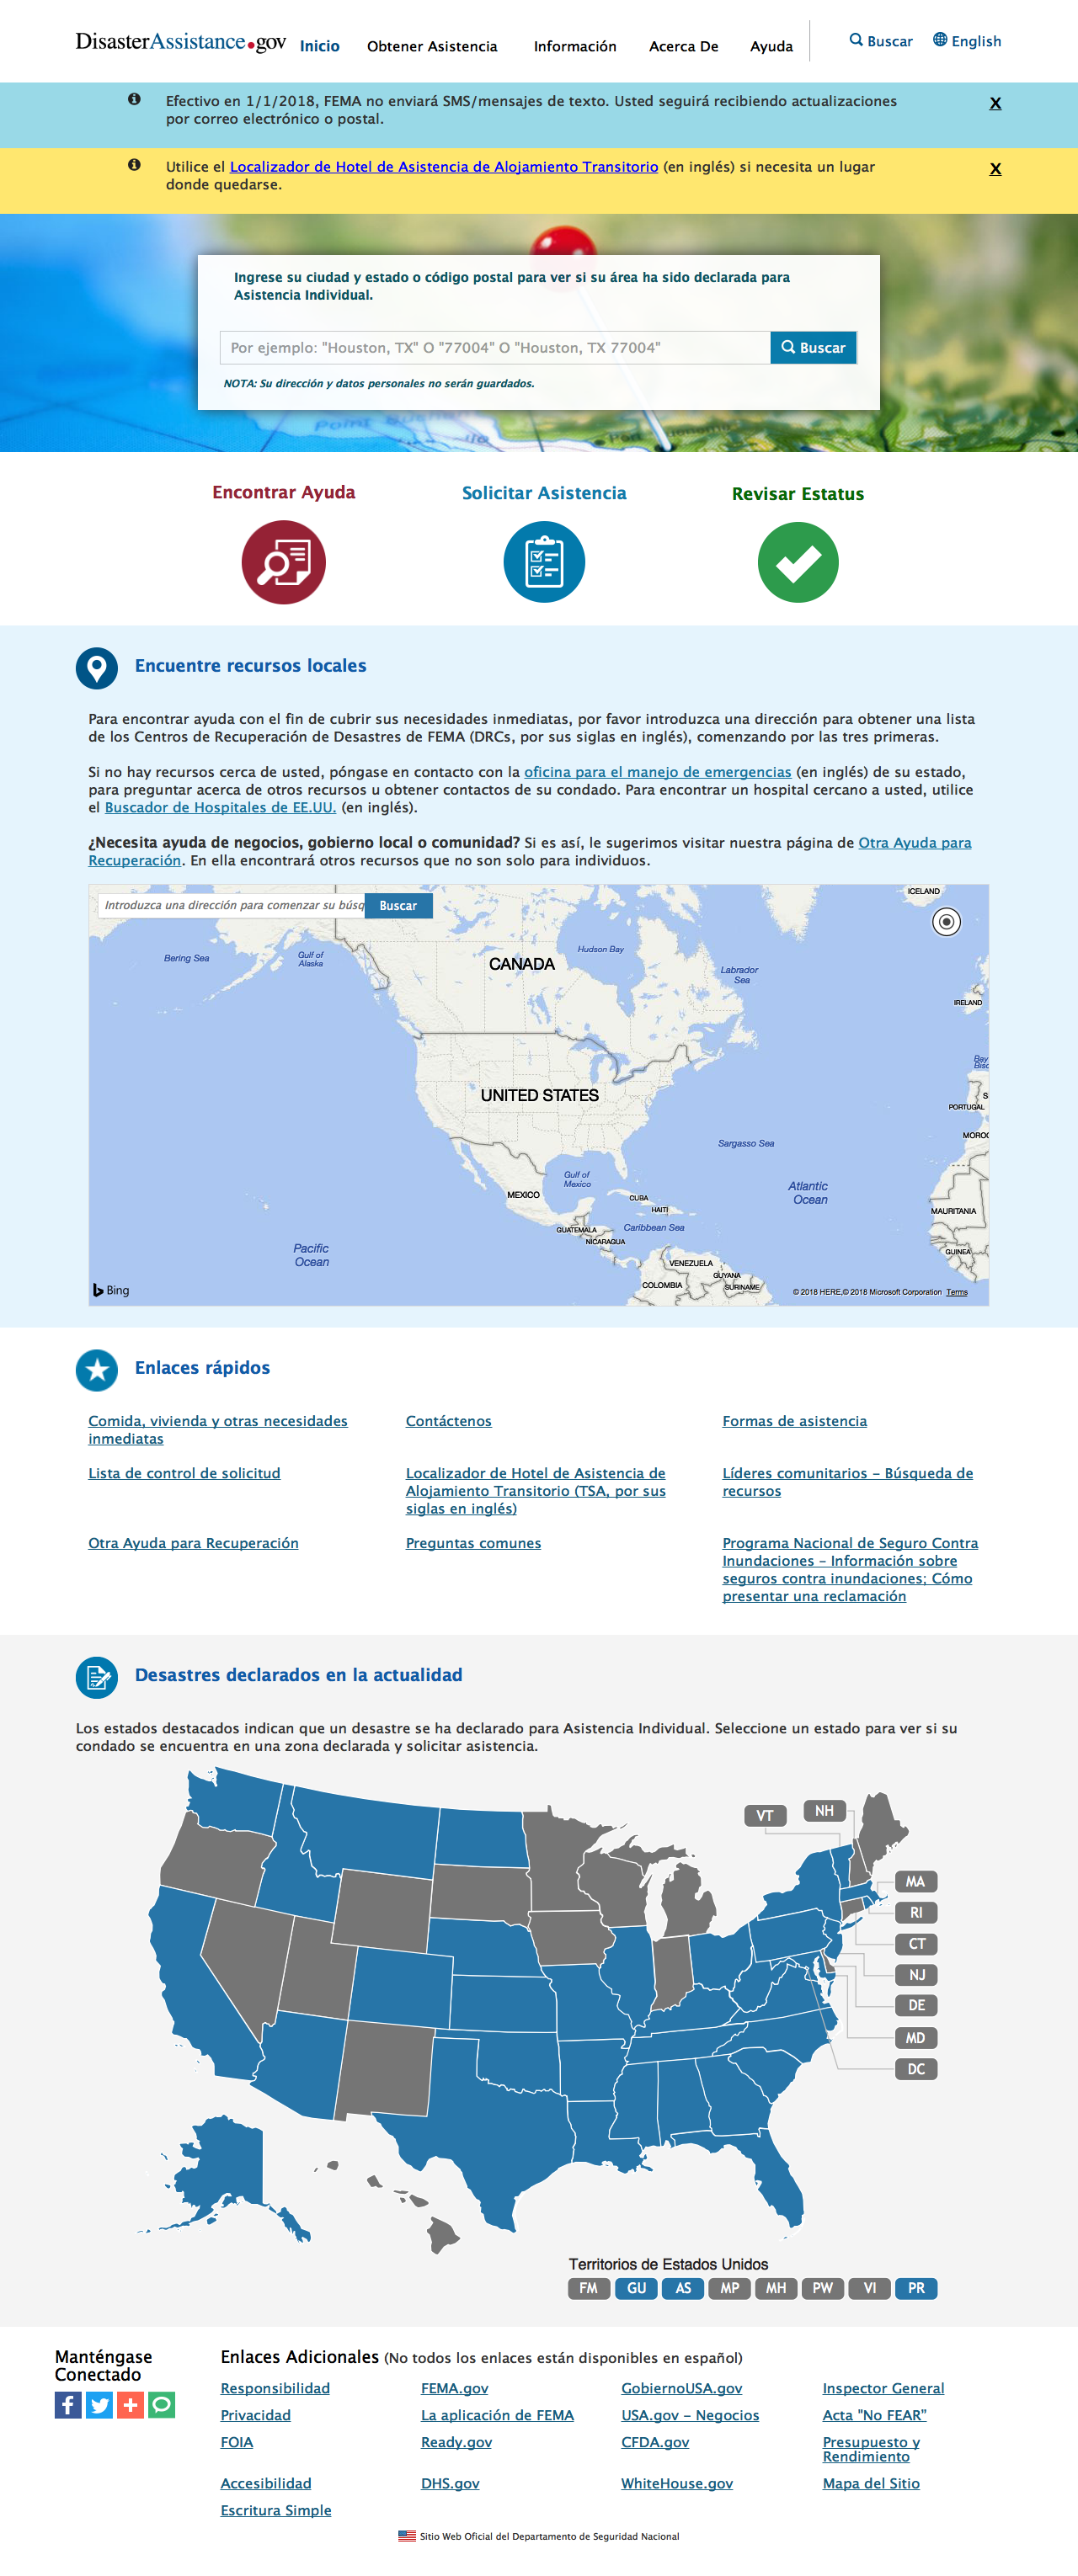 DisasterAssistance.gov
Inicio
Obtener Asistencia
Información
Acerca De
Ayuda
Buscar
English
Efectivo en 1/1/2018, FEMA no enviará SMS/mensajes de texto. Usted seguirá recibiendo actualizaciones
por correo electrónico o postal.
X
Utilice el Localizador de Hotel de Asistencia de Alojamiento Transitorio (en inglés) si necesita un lugar
donde quedarse.
X
Ingrese su ciudad y estado o código postal para ver si su área ha sido declarada para
Asistencia Individual.
Por ejemplo: "Houston, TX" O "77004" O "Houston, TX 77004"
Buscar
NOTA: Su dirección y datos personales no serán guardados.
Encontrar Ayuda
Solicitar Asistencia
Revisar Estatus
Encuentre recursos locales
Para encontrar ayuda con el fin de cubrir sus necesidades inmediatas, por favor introduzca una dirección para obtener una lista
de los Centros de Recuperación de Desastres de FEMA (DRCs, por sus siglas en inglés), comenzando por las tres primeras.
Si no hay recursos cerca de usted, póngase en contacto con la oficina para el manejo de emergencias (en inglés) de su estado,
para preguntar acerca de otros recursos u obtener contactos de su condado. Para encontrar un hospital cercano a usted, utilice
el Buscador de Hospitales de EE.UU. (en inglés).
¿Necesita ayuda de negocios, gobierno local o comunidad? Si es así, le sugerimos visitar nuestra página de Otra Ayuda para
Recuperación. En ella encontrará otros recursos que no son solo para individuos.
Introduzca una dirección para comenzar su búsq
Buscar
ICELAND
Bering Sea
Gulf of
Alaska
Hudson Bay
CANADA
Labrador
Sea
IRELAND
Bay
Bisc
UNITED STATES
S
PORTUGAL
MOROC
Sargasso Sea
Gulf of
Mexico
Atlantic
Ocean
MEXICO
CUBA
HAITI
MAURITANIA
GUATEMALA
Caribbean Sea
NICARAGUA
Pacific
Ocean
GUINEA
VENEZUELA
GUYANA
COLOMBIA
SURINAME
Bing
© 2018 HERE,© 2018 Microsoft Corporation Terms
Enlaces rápidos
Comida, vivienda y otras necesidades
inmediatas
Contáctenos
Formas de asistencia
Lista de control de solicitud
Localizador de Hotel de Asistencia de
Alojamiento Transitorio (TSA, por sus
siglas en inglés)
Líderes comunitarios – Búsqueda de
recursos
Otra Ayuda para Recuperación
Preguntas comunes
Programa Nacional de Seguro Contra
Inundaciones – Información sobre
seguros contra inundaciones; Cómo
presentar una reclamación
Desastres declarados en la actualidad
Los estados destacados indican que un desastre se ha declarado para Asistencia Individual. Seleccione un estado para ver si su
condado se encuentra en una zona declarada y solicitar asistencia.
VT
NH
MA
RI
CT
NJ
DE
MD
DC
Territorios de Estados Unidos
FM GU AS MP MH PW VI PR
Manténgase
Conectado
Enlaces Adicionales (No todos los enlaces están disponibles en español)
Responsibilidad
FEMA.gov
GobiernoUSA.gov
Inspector General
Privacidad
La aplicación de FEMA
USA.gov – Negocios
Acta "No FEAR"
FOIA
Ready.gov
CFDA.gov
Presupuesto y
Rendimiento
Accesibilidad
DHS.gov
WhiteHouse.gov
Mapa del Sitio
Escritura Simple
Sitio Web Oficial del Departamento de Seguridad Nacional